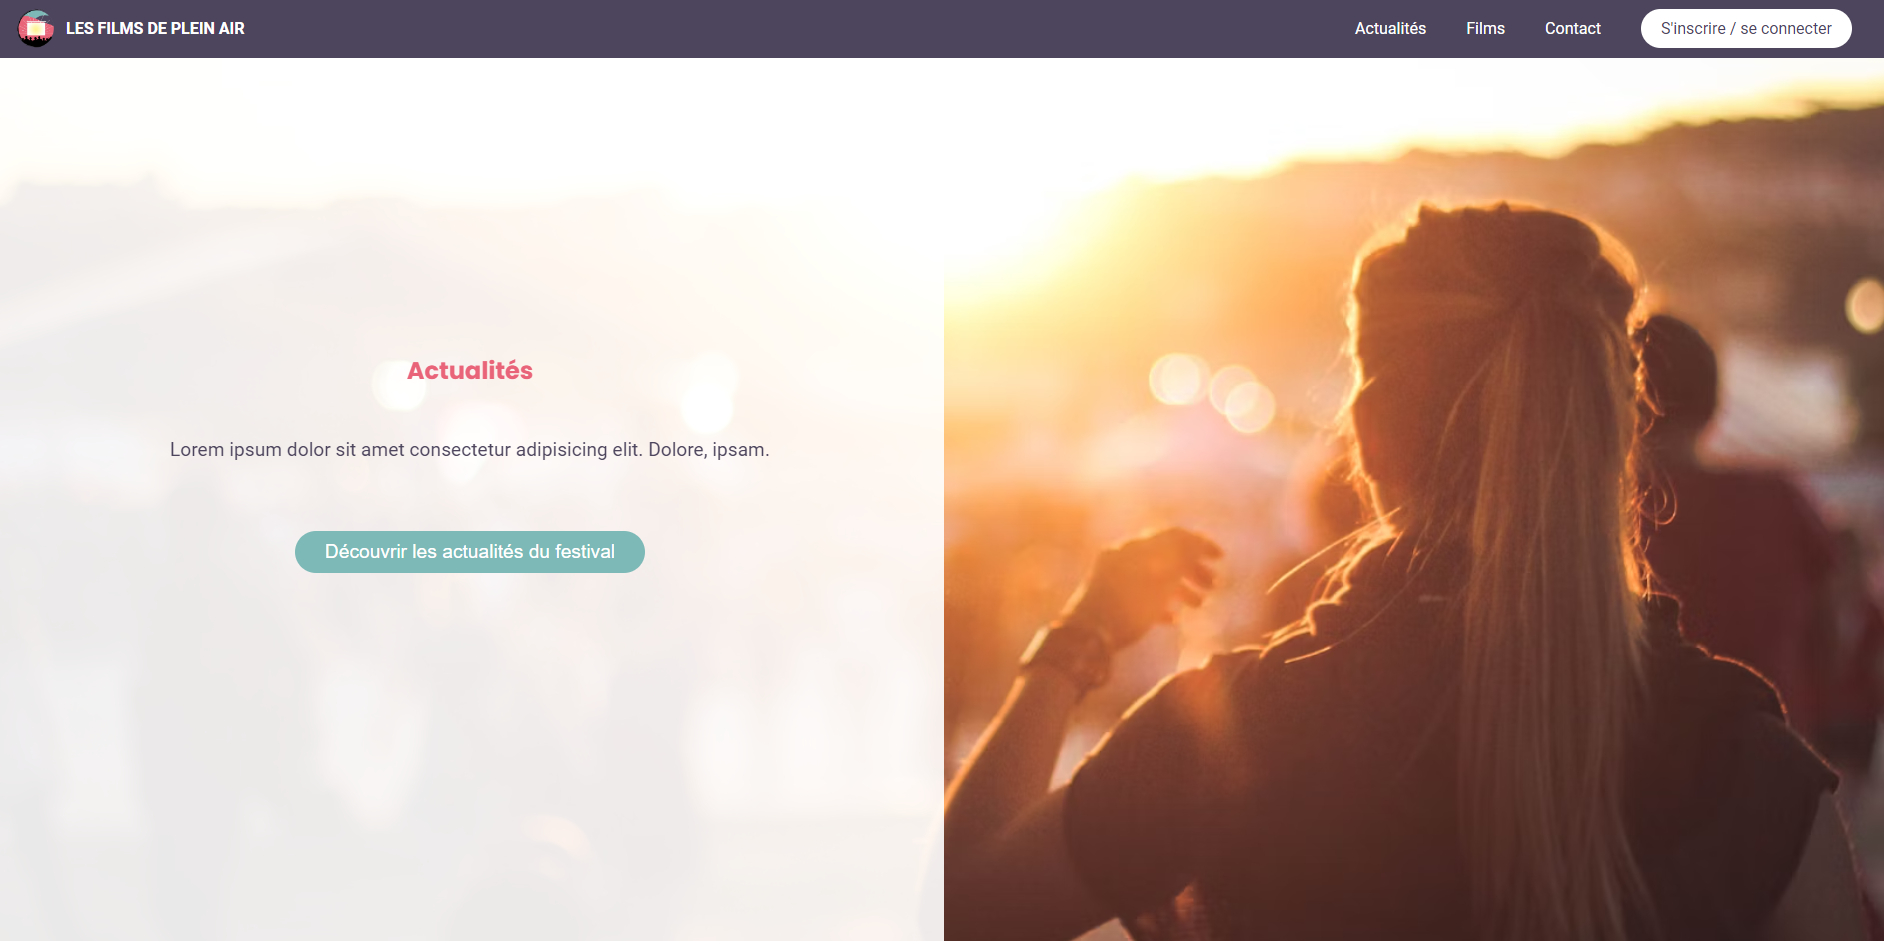 LES FILMS DE PLEIN AIR
Actualités
Films
Contact
S'inscrire / se connecter
Actualités
Lorem ipsum dolor sit amet consectetur adipisicing elit. Dolore, ipsam.
Découvrir les actualités du festival